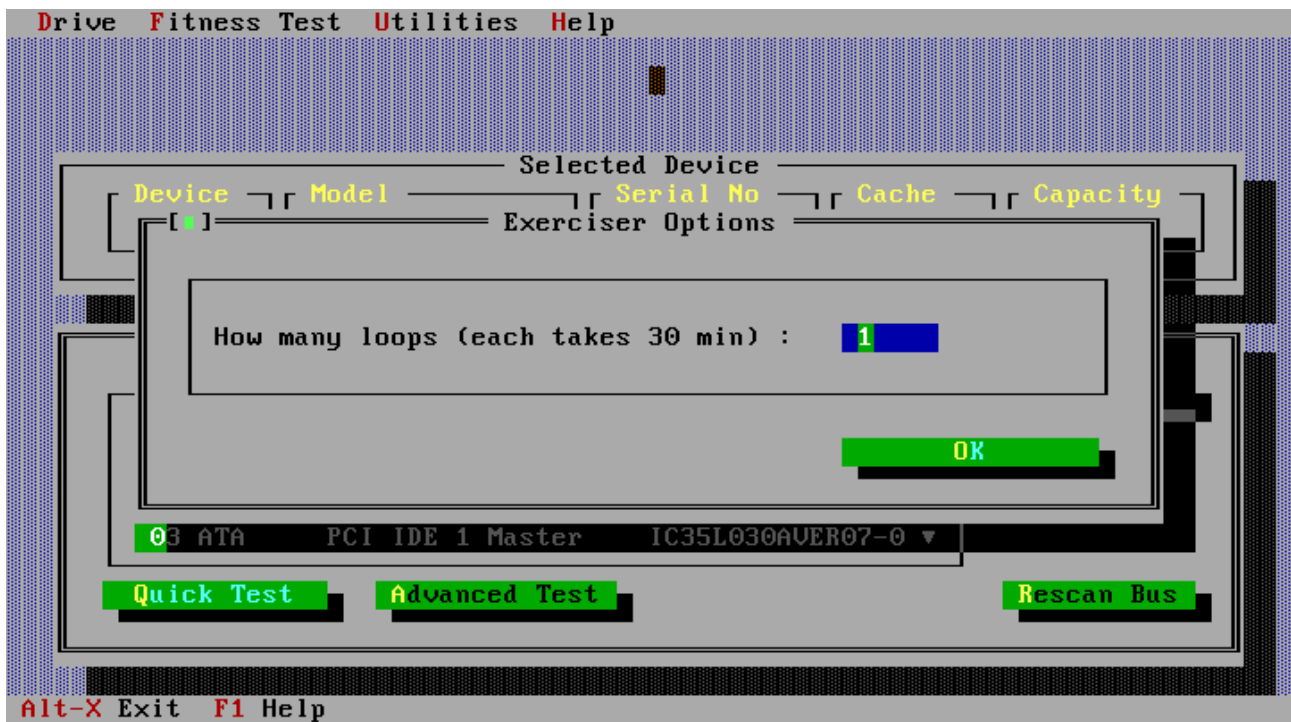 Drive Fitness Test Utilities Help
Selected Device
Device Model Serial No Cache Capacity
[■] Exerciser Options
How many loops (each takes 30 min) : 1
OK
03 ATA PCI IDE 1 Master IC35L030AVER07-0 ▼
Quick Test Advanced Test Rescan Bus
Alt-X Exit F1 Help